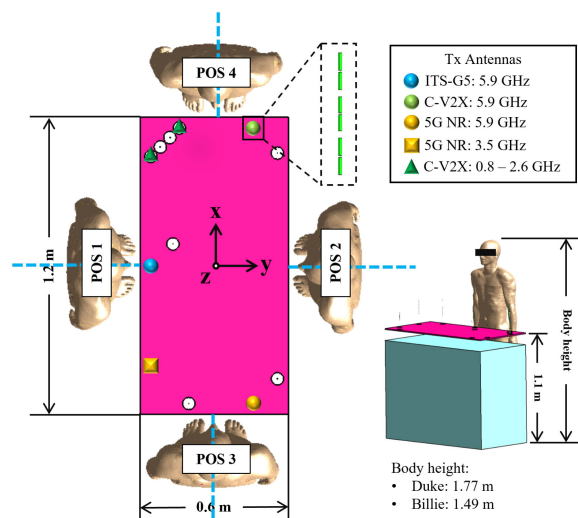 POS 4
Tx Antennas
ITS-G5: 5.9 GHz
C-V2X: 5.9 GHz
5G NR: 5.9 GHz
5G NR: 3.5 GHz
C-V2X: 0.8 – 2.6 GHz
1.2 m
POS 1
x
y
z
POS 2
Body height
1.1 m
POS 3
0.6 m
Body height:
• Duke: 1.77 m
• Billie: 1.49 m